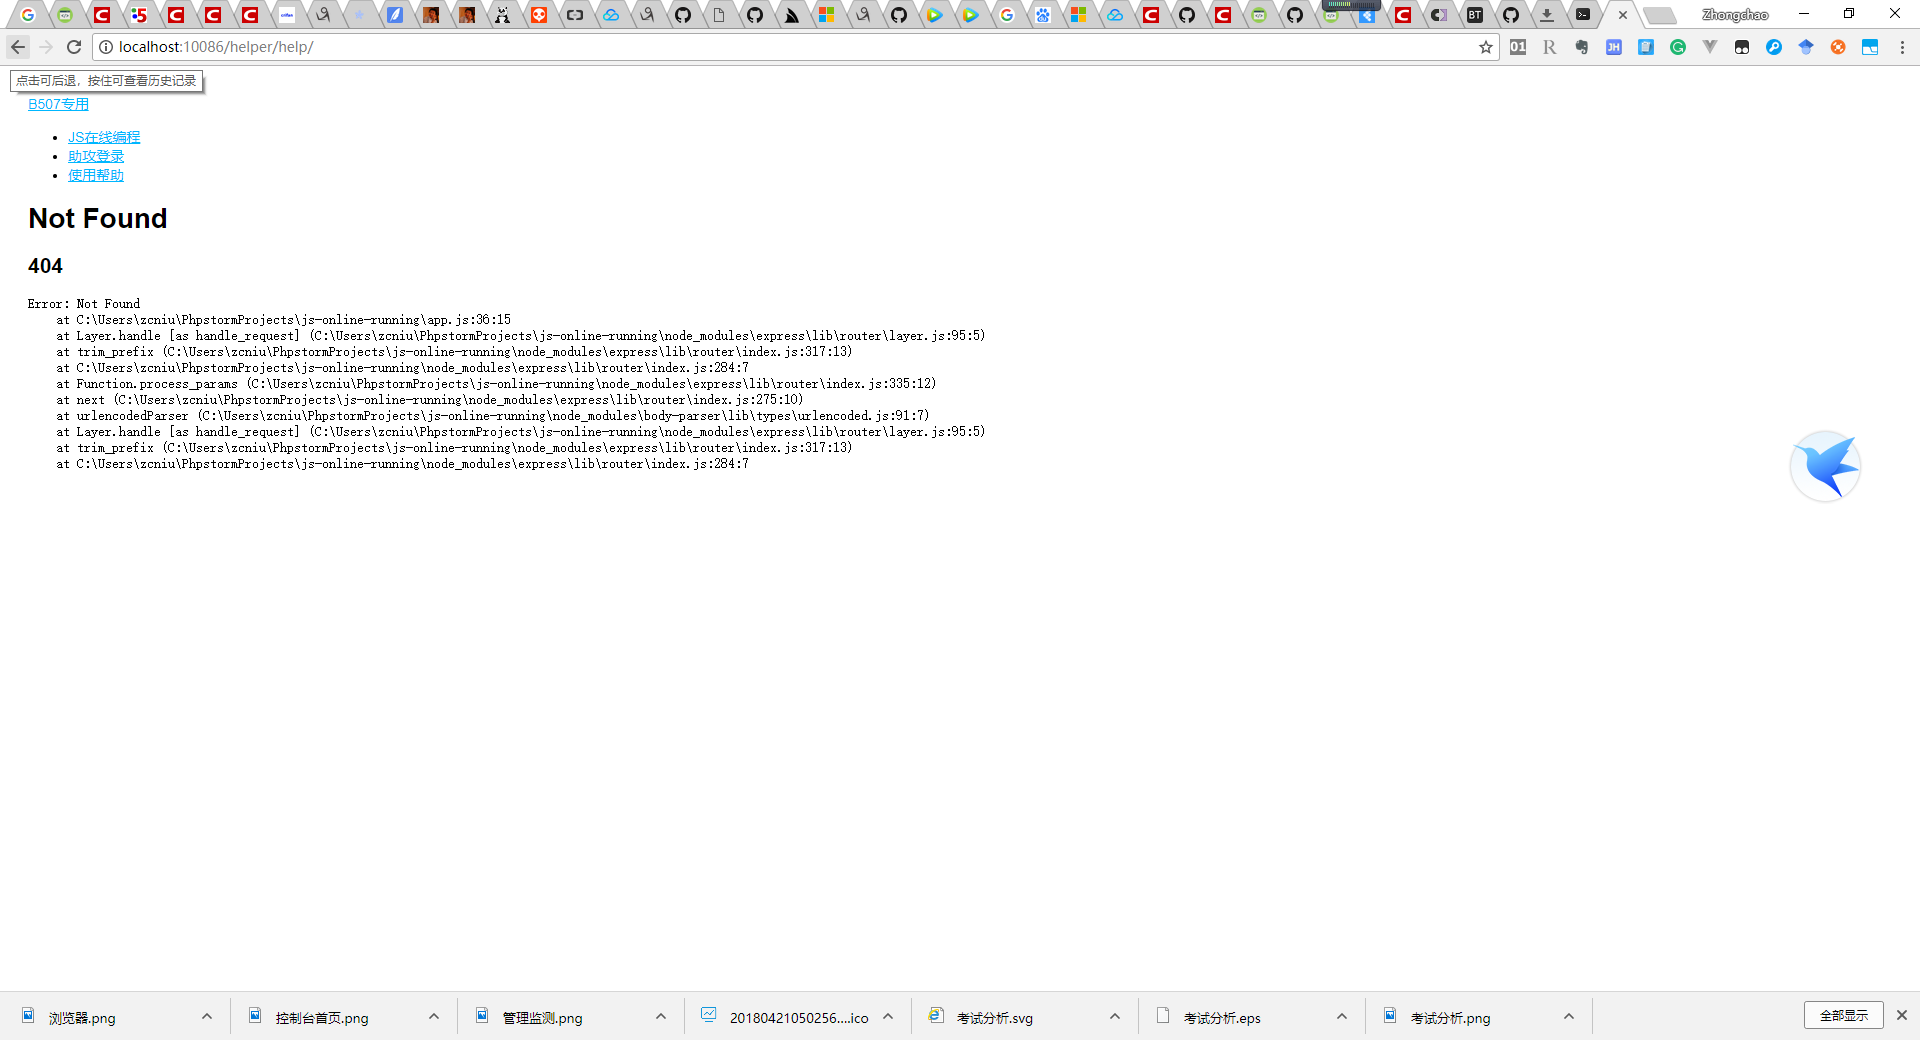 Zhongchao
localhost:10086/helper/help/
点击可后退，按住可查看历史记录
B507专用
JS在线编程
助攻登录
使用帮助
Not Found
404
Error: Not Found
at C:\Users\zcniu\PhpstormProjects\js-online-running\app.js:36:15
at Layer.handle [as handle_request] (C:\Users\zcniu\PhpstormProjects\js-online-running\node_modules\express\lib\router\layer.js:95:5)
at trim_prefix (C:\Users\zcniu\PhpstormProjects\js-online-running\node_modules\express\lib\router\index.js:317:13)
at C:\Users\zcniu\PhpstormProjects\js-online-running\node_modules\express\lib\router\index.js:284:7
at Function.process_params (C:\Users\zcniu\PhpstormProjects\js-online-running\node_modules\express\lib\router\index.js:335:12)
at next (C:\Users\zcniu\PhpstormProjects\js-online-running\node_modules\express\lib\router\index.js:275:10)
at urlencodedParser (C:\Users\zcniu\PhpstormProjects\js-online-running\node_modules\body-parser\lib\types\urlencoded.js:91:7)
at Layer.handle [as handle_request] (C:\Users\zcniu\PhpstormProjects\js-online-running\node_modules\express\lib\router\layer.js:95:5)
at trim_prefix (C:\Users\zcniu\PhpstormProjects\js-online-running\node_modules\express\lib\router\index.js:317:13)
at C:\Users\zcniu\PhpstormProjects\js-online-running\node_modules\express\lib\router\index.js:284:7
浏览器.png
控制台首页.png
管理监测.png
20180421050256....ico
考试分析.svg
考试分析.eps
考试分析.png
全部显示